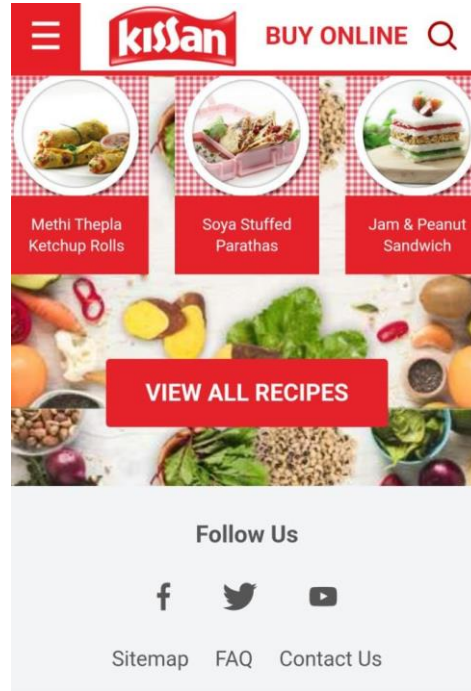 kissan
BUY ONLINE
Methi Thepla
Ketchup Rolls
Soya Stuffed
Parathas
Jam & Peanut
Sandwich
VIEW ALL RECIPES
Follow Us
Sitemap FAQ Contact Us